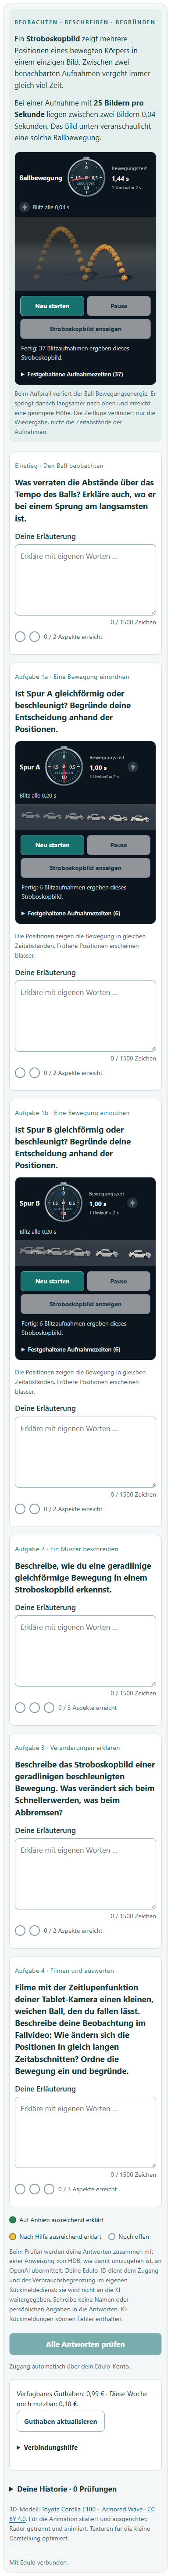 BEOBACHTEN · BESCHREIBEN · BEGRÜNDEN
Ein Stroboskopbild zeigt mehrere
Positionen eines bewegten Körpers in
einem einzigen Bild. Zwischen zwei
benachbarten Aufnahmen vergeht immer
gleich viel Zeit.
Bei einer Aufnahme mit 25 Bildern pro
Sekunde liegen zwischen zwei Bildern 0,04
Sekunden. Das Bild unten veranschaulicht
eine solche Ballbewegung.
Ballbewegung
Bewegungszeit
1,44 s
1 Umlauf = 2 s
Blitz alle 0,04 s
Neu starten
Pause
Stroboskopbild anzeigen
Fertig: 37 Blitzaufnahmen ergeben dieses
Stroboskopbild.
▶ Festgehaltene Aufnahmezeiten (37)
Beim Aufprall verliert der Ball Bewegungsenergie. Er
springt danach langsamer nach oben und erreicht
eine geringere Höhe. Die Zeitlupe verändert nur die
Wiedergabe, nicht die Zeitabstände der
Aufnahmen.
Einstieg · Den Ball beobachten
Was verraten die Abstände über das
Tempo des Balls? Erkläre auch, wo er
bei einem Sprung am langsamsten
ist.
Deine Erläuterung
Erkläre mit eigenen Worten ...
0 / 1500 Zeichen
0 / 2 Aspekte erreicht
Aufgabe 1a · Eine Bewegung einordnen
Ist Spur A gleichförmig oder
beschleunigt? Begründe deine
Entscheidung anhand der
Positionen.
Spur A
Bewegungszeit
1,00 s
1 Umlauf = 2 s
Blitz alle 0,20 s
Neu starten
Pause
Stroboskopbild anzeigen
Fertig: 6 Blitzaufnahmen ergeben dieses
Stroboskopbild.
▶ Festgehaltene Aufnahmezeiten (6)
Die Positionen zeigen die Bewegung in gleichen
Zeitabständen. Frühere Positionen erscheinen
blasser.
Deine Erläuterung
Erkläre mit eigenen Worten ...
0 / 1500 Zeichen
0 / 2 Aspekte erreicht
Aufgabe 1b · Eine Bewegung einordnen
Ist Spur B gleichförmig oder
beschleunigt? Begründe deine
Entscheidung anhand der
Positionen.
Spur B
Bewegungszeit
1,00 s
1 Umlauf = 2 s
Blitz alle 0,20 s
Neu starten
Pause
Stroboskopbild anzeigen
Fertig: 6 Blitzaufnahmen ergeben dieses
Stroboskopbild.
▶ Festgehaltene Aufnahmezeiten (6)
Die Positionen zeigen die Bewegung in gleichen
Zeitabständen. Frühere Positionen erscheinen
blasser.
Deine Erläuterung
Erkläre mit eigenen Worten ...
0 / 1500 Zeichen
0 / 2 Aspekte erreicht
Aufgabe 2 · Ein Muster beschreiben
Beschreibe, wie du eine geradlinige
gleichförmige Bewegung in einem
Stroboskopbild erkennst.
Deine Erläuterung
Erkläre mit eigenen Worten ...
0 / 1500 Zeichen
0 / 3 Aspekte erreicht
Aufgabe 3 · Veränderungen erklären
Beschreibe das Stroboskopbild einer
geradlinigen beschleunigten
Bewegung. Was verändert sich beim
Schnellerwerden, was beim
Abbremsen?
Deine Erläuterung
Erkläre mit eigenen Worten ...
0 / 1500 Zeichen
0 / 2 Aspekte erreicht
Aufgabe 4 · Filmen und auswerten
Filme mit der Zeitlupenfunktion
deiner Tablet-Kamera einen kleinen,
weichen Ball, den du fallen lässt.
Beschreibe deine Beobachtung im
Fallvideo: Wie ändern sich die
Positionen in gleich langen
Zeitabschnitten? Ordne die
Bewegung ein und begründe.
Deine Erläuterung
Erkläre mit eigenen Worten ...
0 / 1500 Zeichen
0 / 3 Aspekte erreicht
Auf Anhieb ausreichend erklärt
Nach Hilfe ausreichend erklärt
Noch offen
Beim Prüfen werden deine Antworten zusammen mit
einer Anweisung von HDB, wie damit umzugehen ist, an
OpenAI übermittelt. Deine Edulo-ID dient dem Zugang
und der Verbrauchsbegrenzung im eigenen
Rückmeldedienst; sie wird nicht an die KI
weitergegeben. Schreibe keine Namen oder
persönlichen Angaben in die Antworten. KI-
Rückmeldungen können Fehler enthalten.
Alle Antworten prüfen
Zugang automatisch über dein Edulo-Konto.
Verfügbares Guthaben: 0,99 € · Diese Woche
noch nutzbar: 0,18 €.
Guthaben aktualisieren
▶ Verbindungshilfe
▶ Deine Historie · 0 Prüfungen
3D-Modell: Toyota Corolla E180 – Armored Wave · CC
BY 4.0. Für die Animation skaliert und ausgerichtet;
Räder getrennt und animiert, Texturen für die kleine
Darstellung optimiert.
Mit Edulo verbunden.